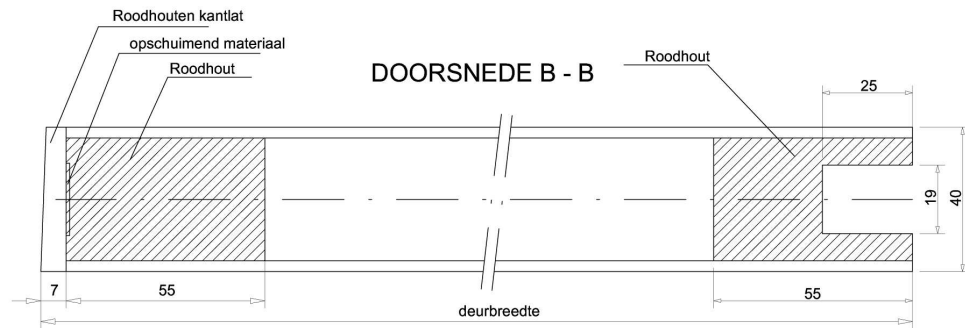 Roodhouten kantlat
opschuimend materiaal
Roodhout
DOORSNEDE B - B
Roodhout
25
19
40
7
55
55
deurbreedte